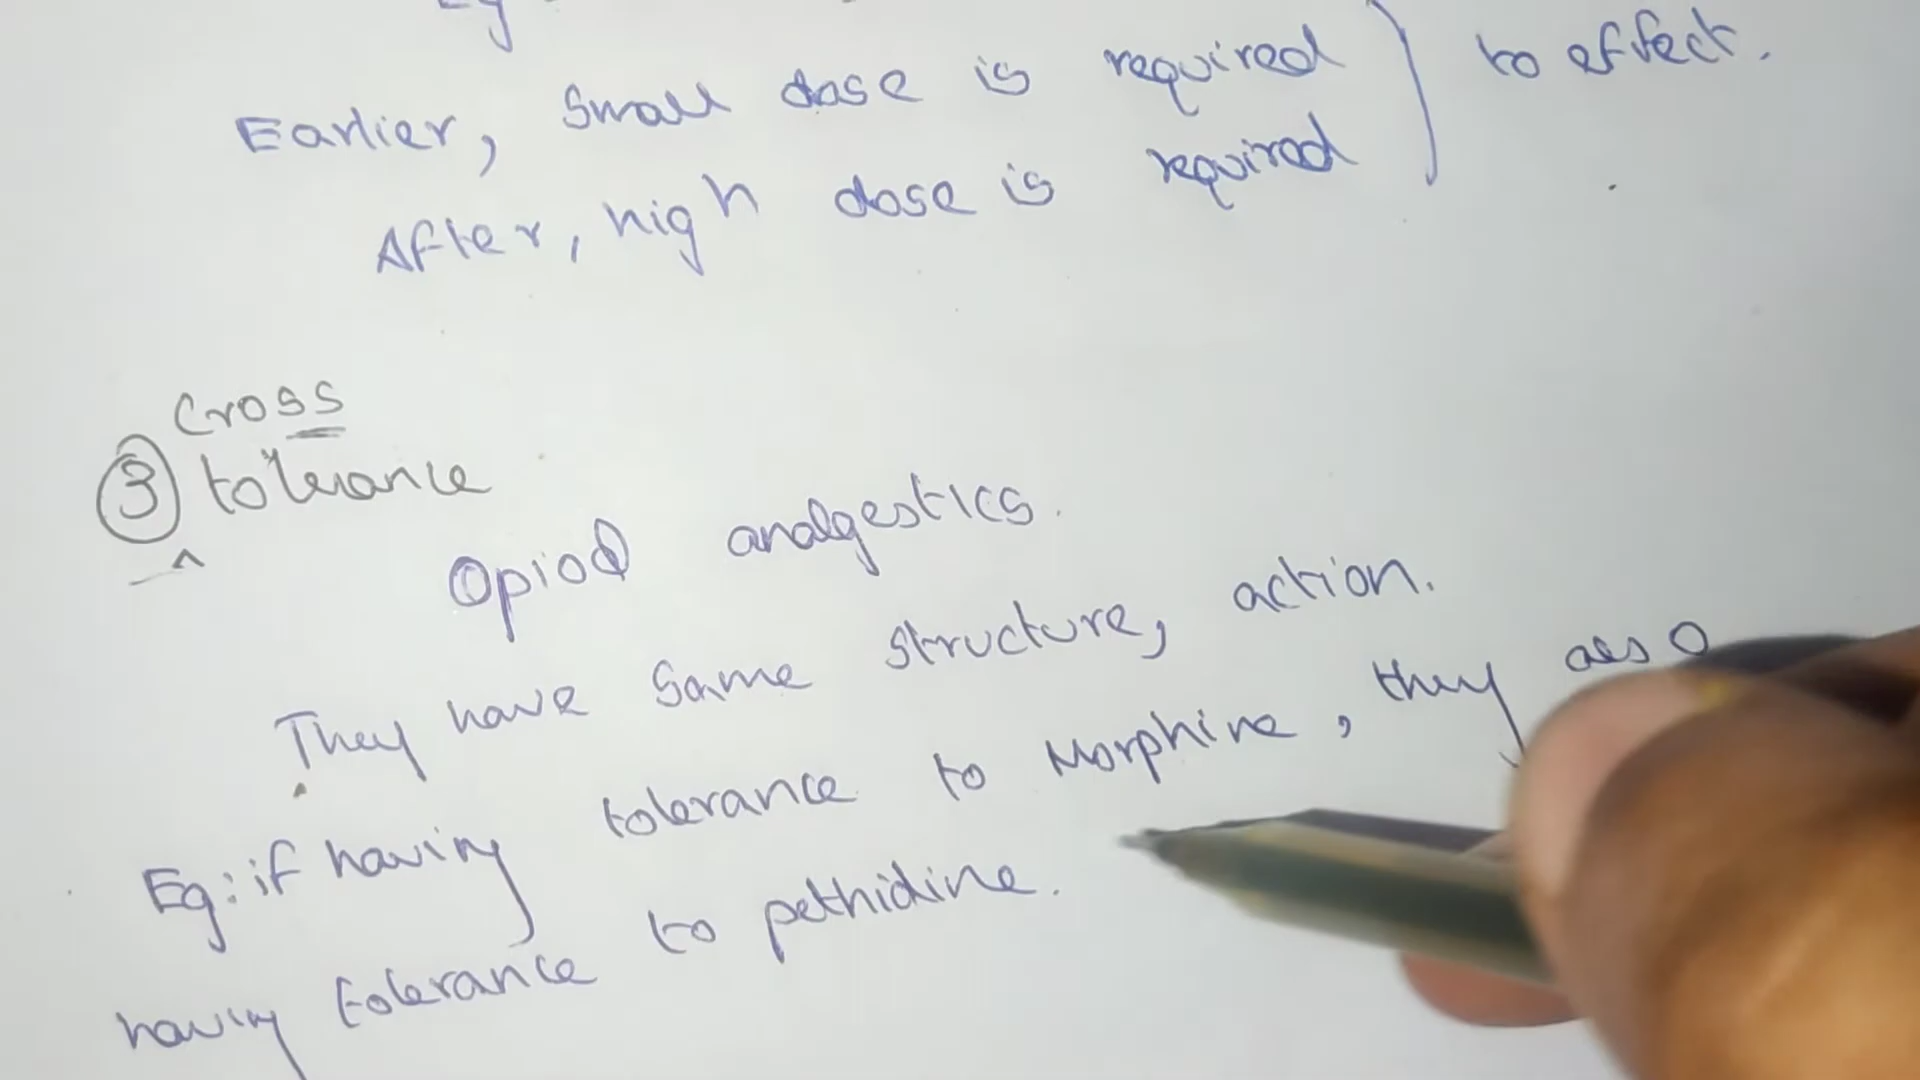 Earlier, Small dose is required } to effect.
After, high dose is required
Cross
③ tolerance
Opiod analgestics.
They have same structure, action.
Eg: if having tolerance to Morphine, they also
having tolerance to pethidine.